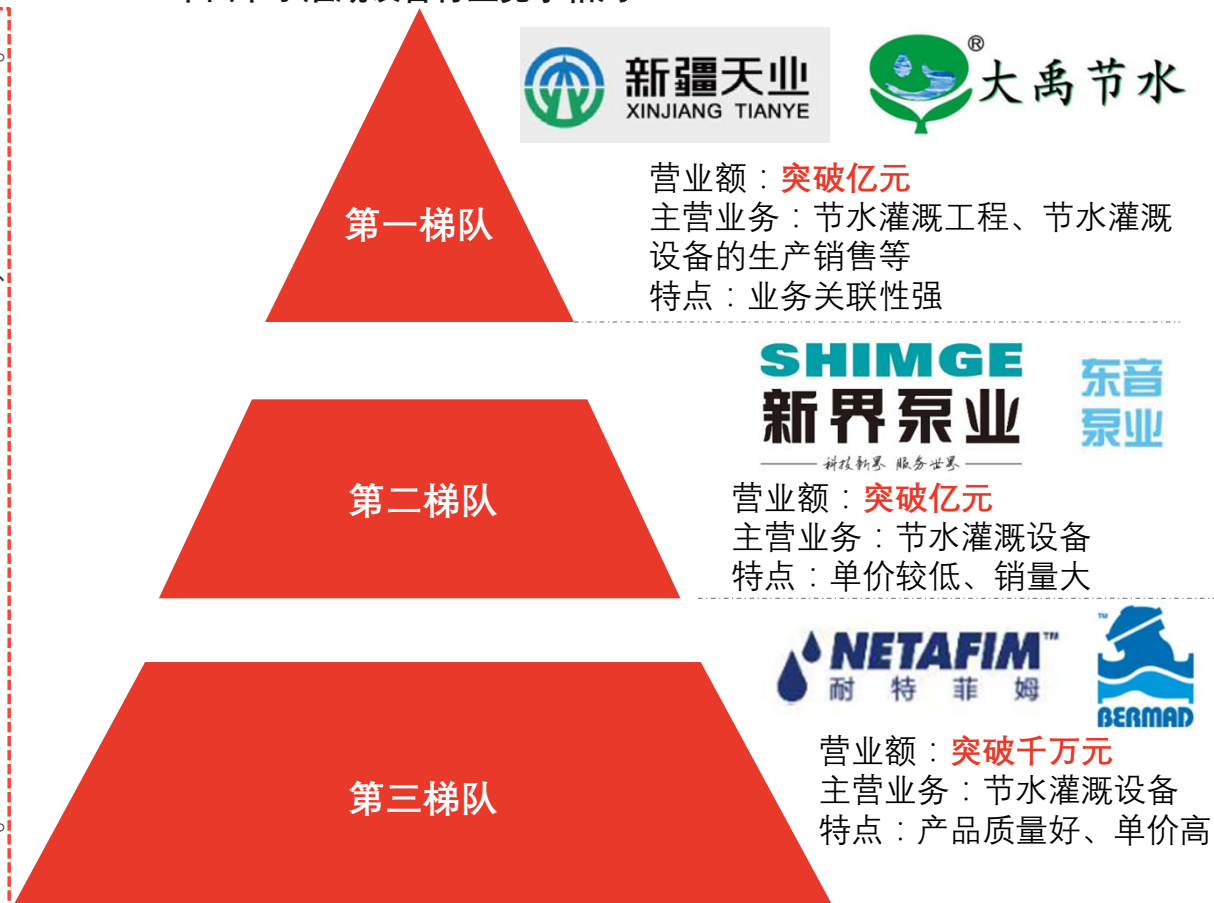 新疆天业
XINJIANG TIANYE
®
大禹节水
营业额：突破亿元
主营业务：节水灌溉工程、节水灌溉
设备的生产销售等
特点：业务关联性强
第一梯队
SHIMGE
新界泵业
科技新界 服务世界
东音
泵业
营业额：突破亿元
主营业务：节水灌溉设备
特点：单价较低、销量大
第二梯队
NETAFIM™
耐特菲姆
™
BERMAD
营业额：突破千万元
主营业务：节水灌溉设备
特点：产品质量好、单价高
第三梯队